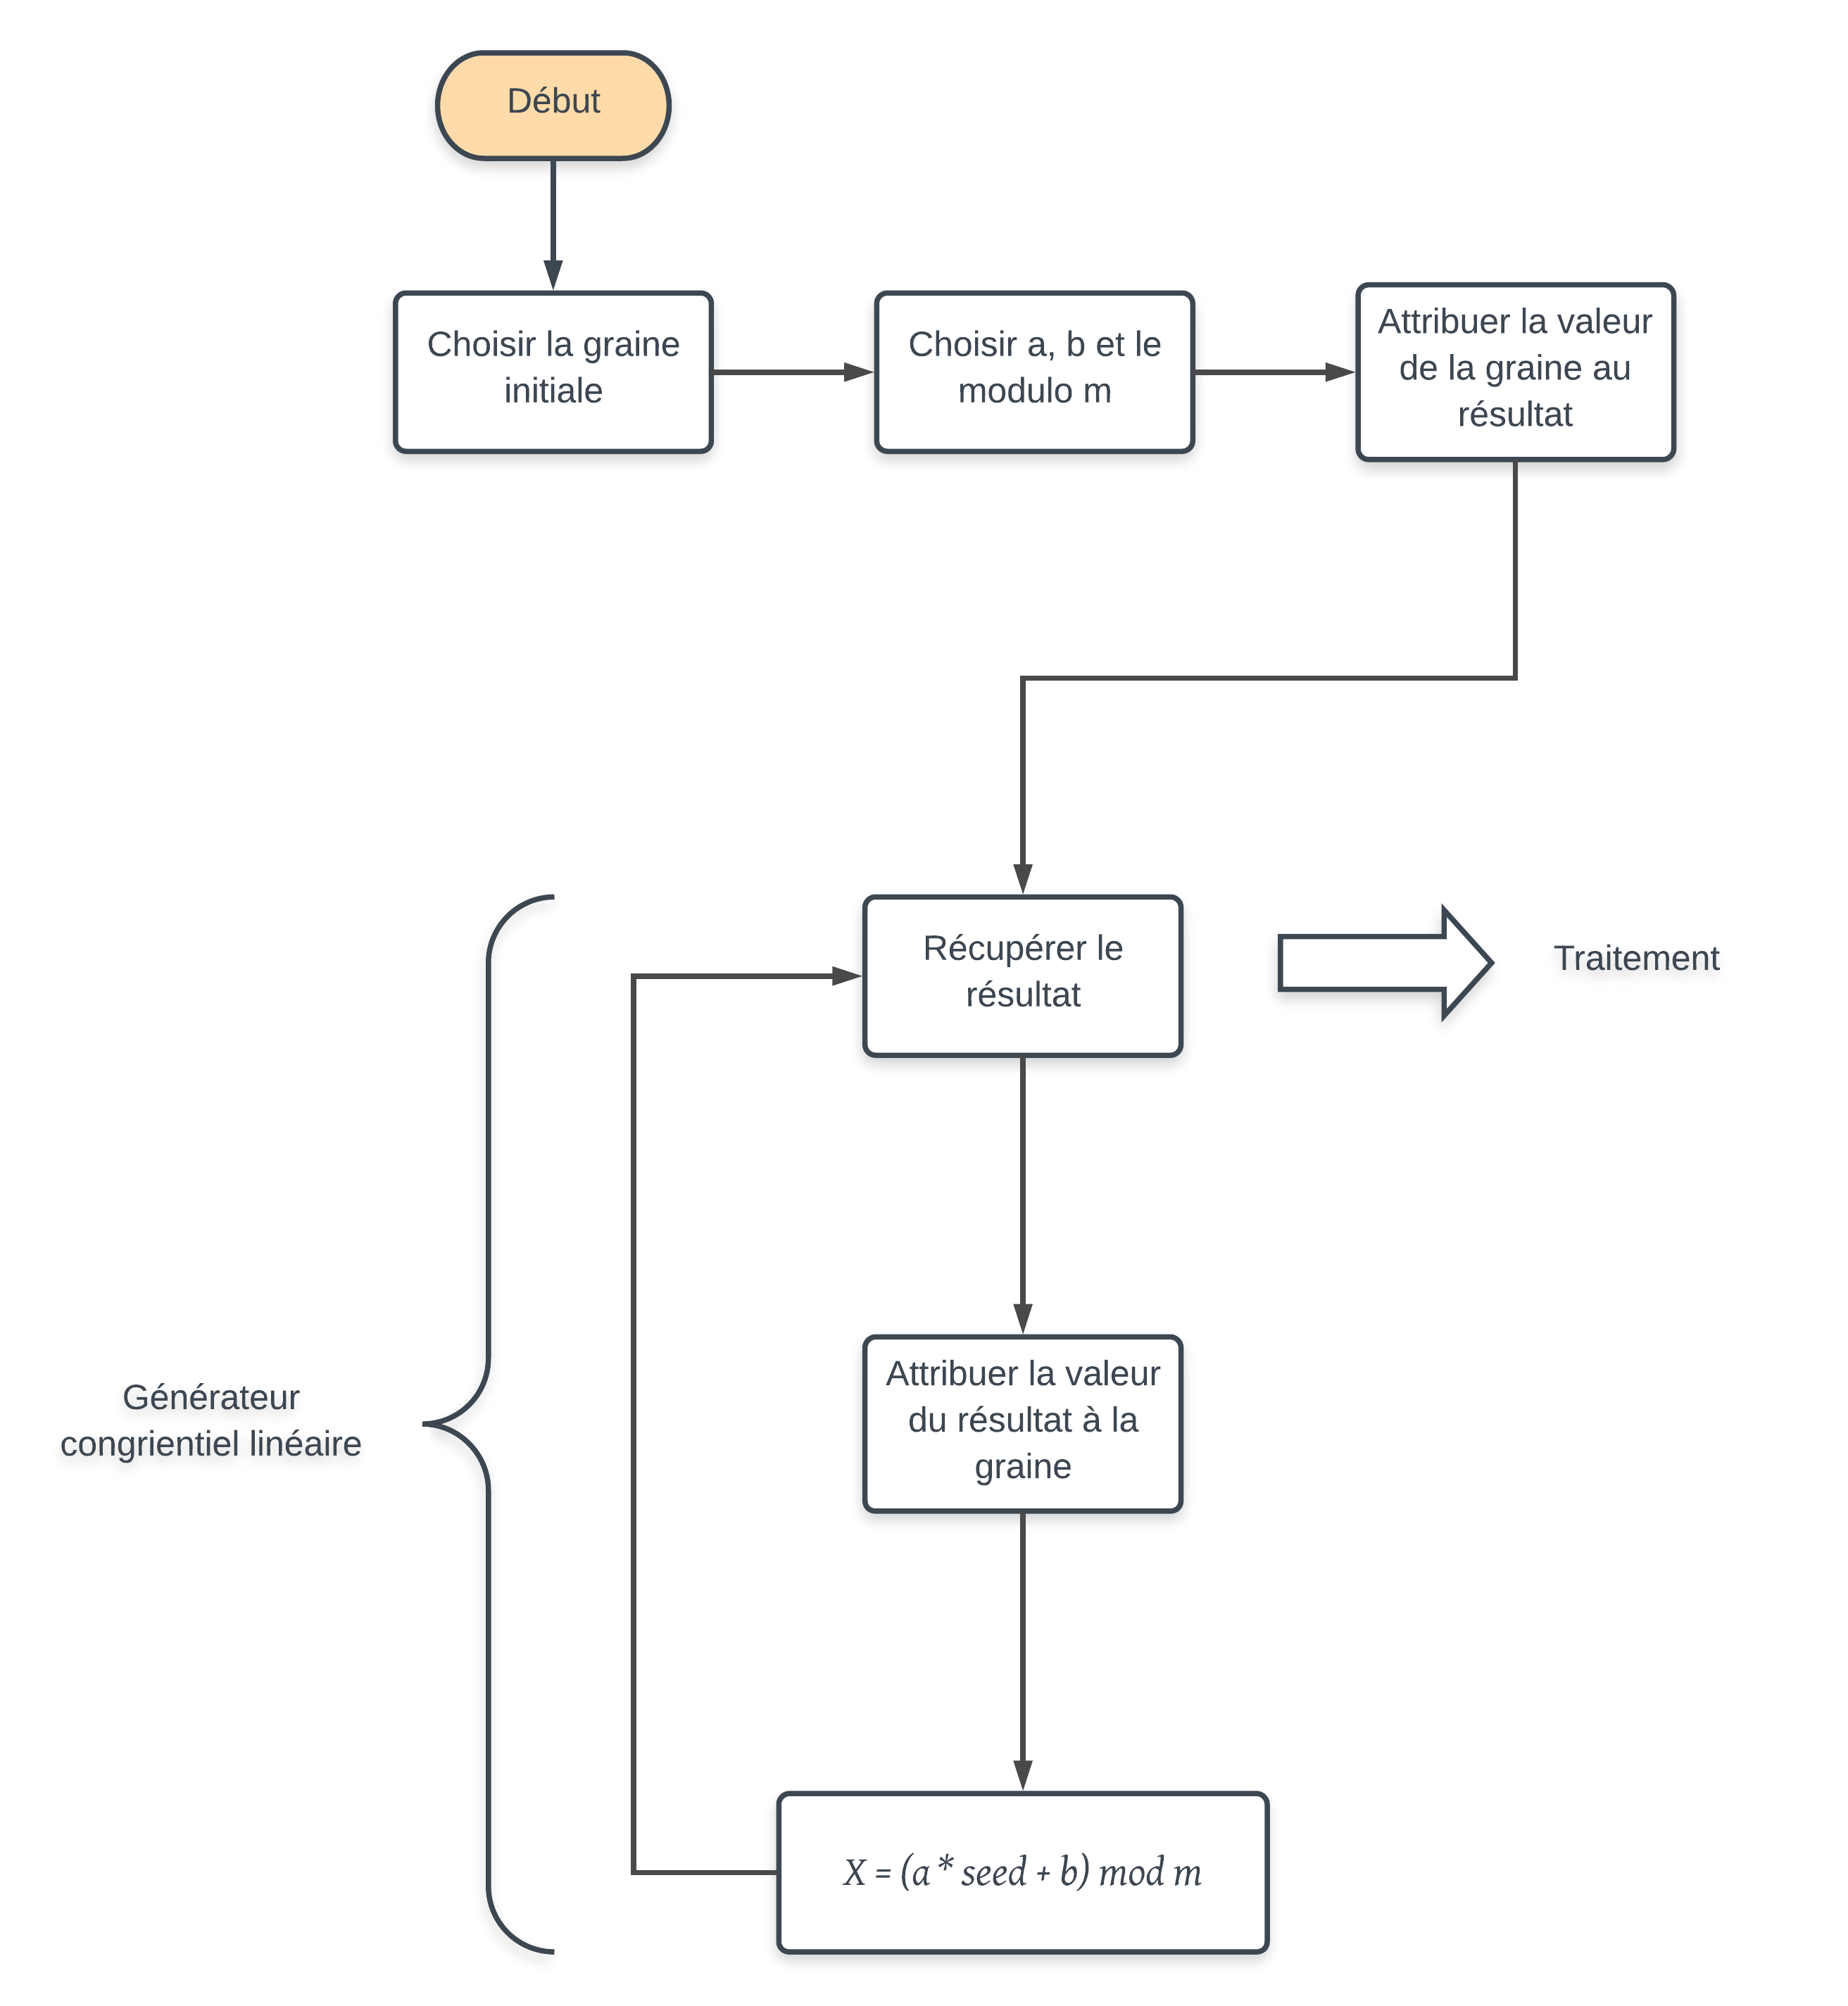 Début
Choisir la graine
initiale
Choisir a, b et le
modulo m
Attribuer la valeur
de la graine au
résultat
Récupérer le
résultat
Traitement
Attribuer la valeur
du résultat à la
graine
Générateur
congrientiel linéaire
X = (a * seed + b) mod m